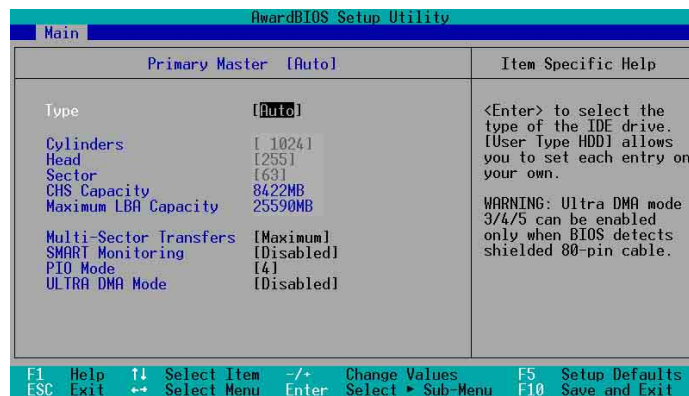 AwardBIOS Setup Utility
Main
Primary Master [Auto]
Item Specific Help
Type [Auto]
Cylinders [ 1024]
Head [255]
Sector [63]
CHS Capacity 8422MB
Maximum LBA Capacity 25590MB
Multi-Sector Transfers [Maximum]
SMART Monitoring [Disabled]
PIO Mode [4]
ULTRA DMA Mode [Disabled]
<Enter> to select the
type of the IDE drive.
[User Type HDD] allows
you to set each entry on
your own.
WARNING: Ultra DMA mode
3/4/5 can be enabled
only when BIOS detects
shielded 80-pin cable.
F1 Help ↑↓ Select Item -/+ Change Values F5 Setup Defaults
ESC Exit ←→ Select Menu Enter Select ► Sub-Menu F10 Save and Exit